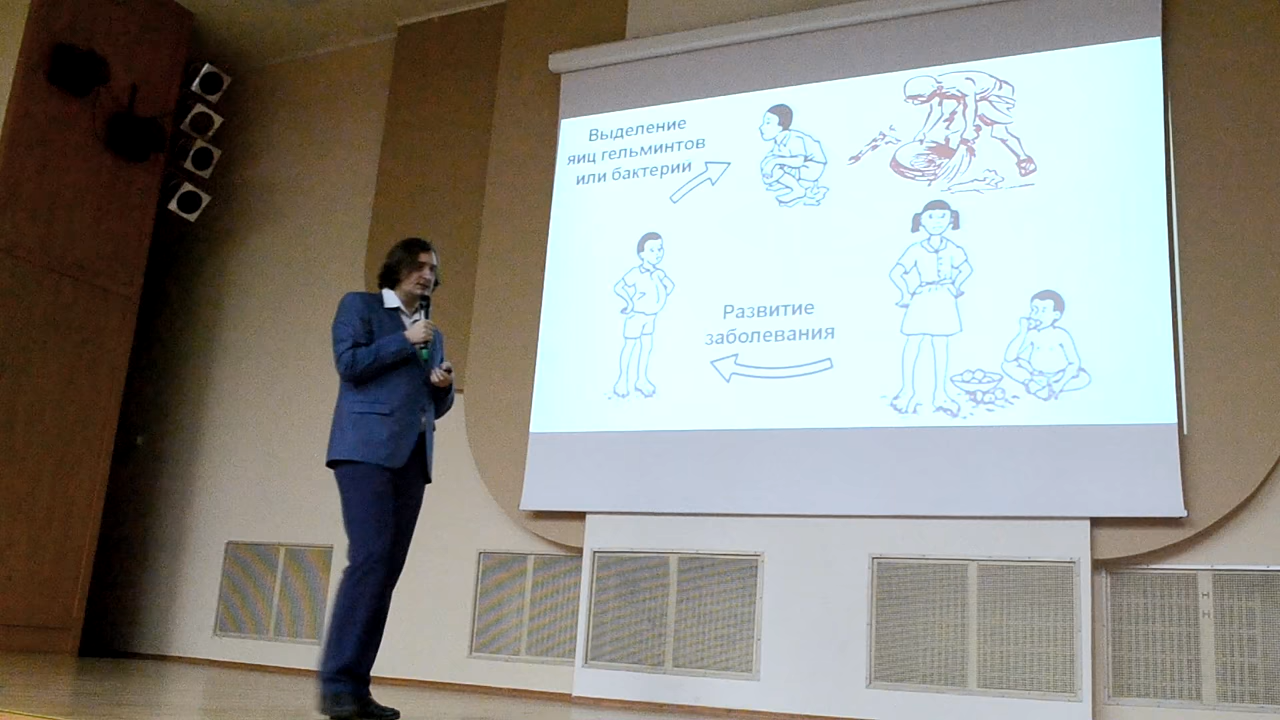 Выделение
яиц гельминтов
или бактерии
Развитие
заболевания